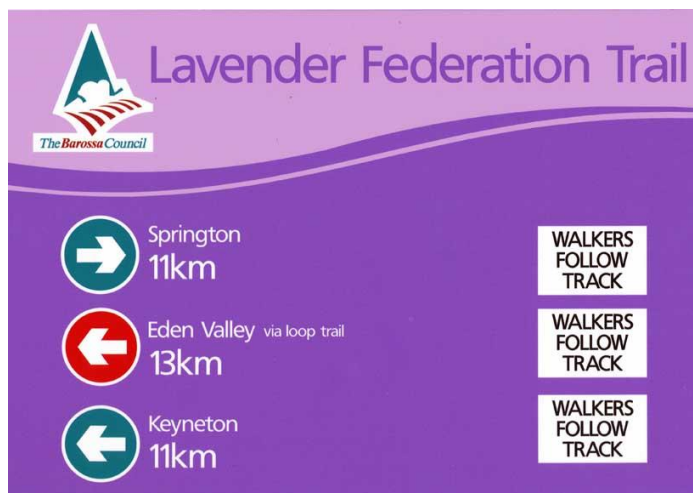 Lavender Federation Trail
The Barossa Council
Springton
11km
WALKERS
FOLLOW
TRACK
Eden Valley via loop trail
13km
WALKERS
FOLLOW
TRACK
Keyneton
11km
WALKERS
FOLLOW
TRACK